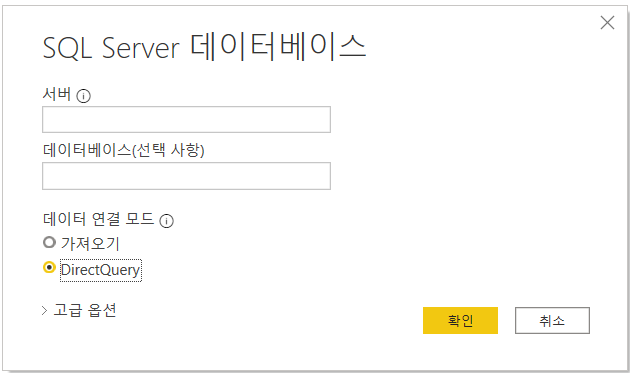 SQL Server 데이터베이스
서버
데이터베이스(선택 사항)
데이터 연결 모드
가져오기
DirectQuery
고급 옵션
확인
취소